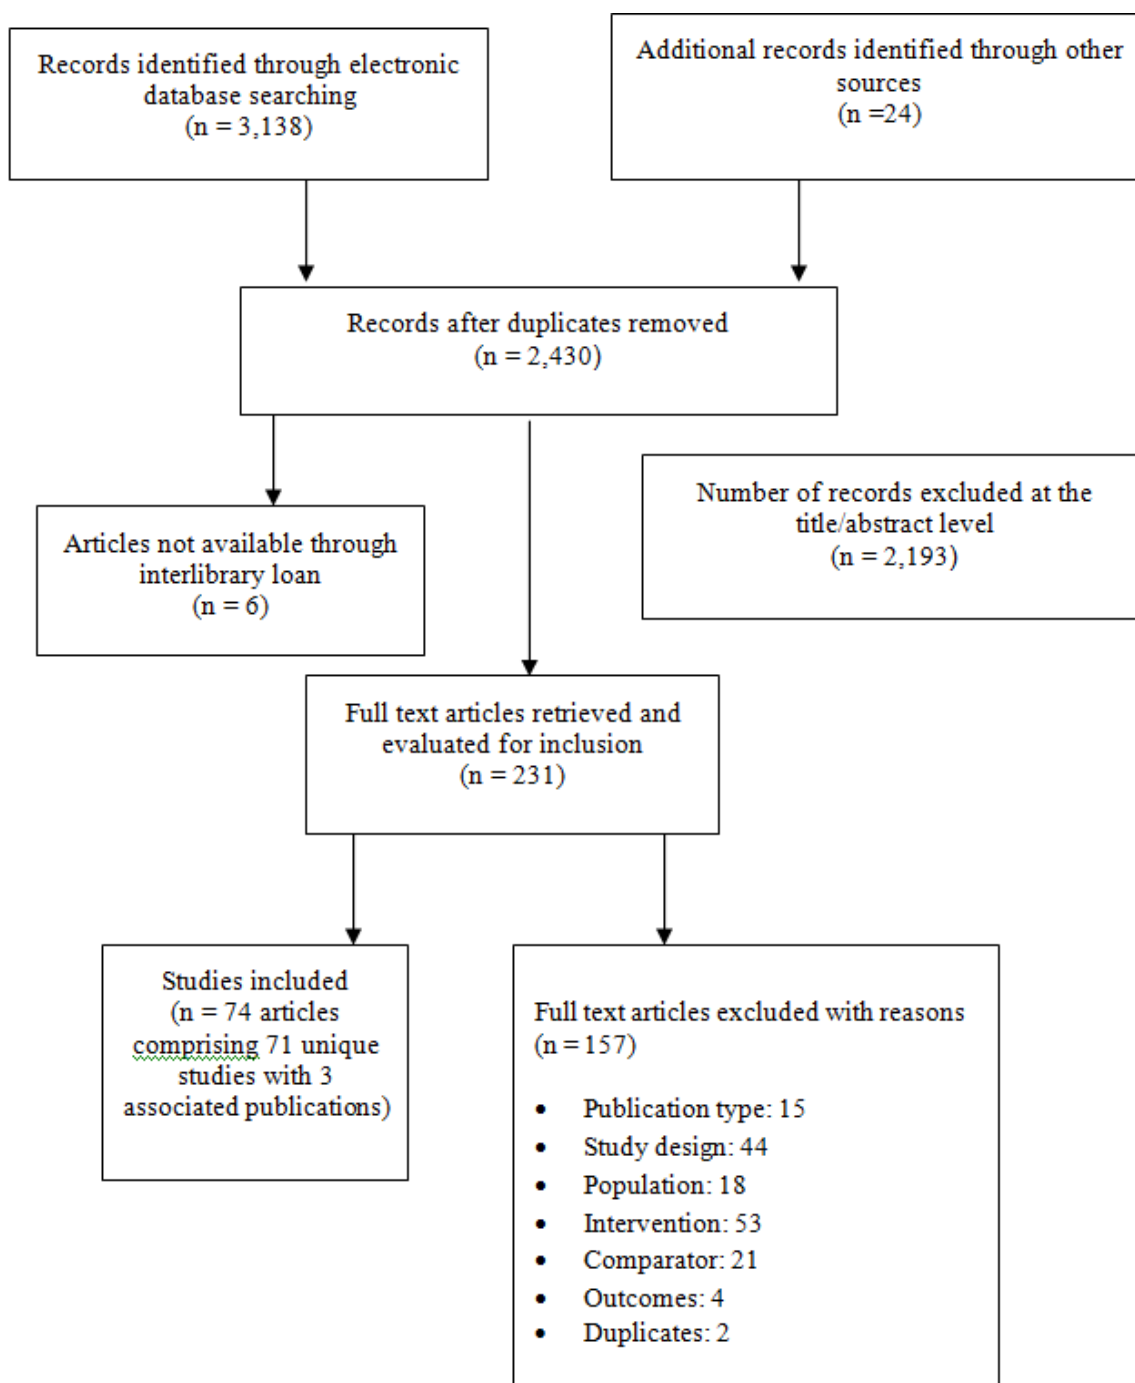 Records identified through electronic
database searching
(n = 3,138)
Additional records identified through other
sources
(n =24)
Records after duplicates removed
(n = 2,430)
Number of records excluded at the
title/abstract level
(n = 2,193)
Articles not available through
interlibrary loan
(n = 6)
Full text articles retrieved and
evaluated for inclusion
(n = 231)
Studies included
(n = 74 articles
comprising 71 unique
studies with 3
associated publications)
Full text articles excluded with reasons
(n = 157)
• Publication type: 15
• Study design: 44
• Population: 18
• Intervention: 53
• Comparator: 21
• Outcomes: 4
• Duplicates: 2